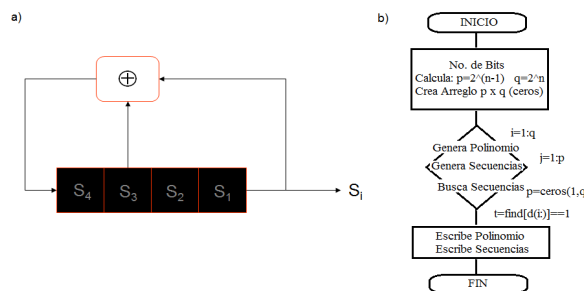 a)
S4 S3 S2 S1
Si
b)
INICIO
No. de Bits
Calcula: p=2^(n-1) q=2^n
Crea Arreglo p x q (ceros)
i=1:q
Genera Polinomio
j=1:p
Genera Secuencias
Busca Secuencias
p=ceros(1,q
t=find[d(i:)]==1
Escribe Polinomio
Escribe Secuencias
FIN